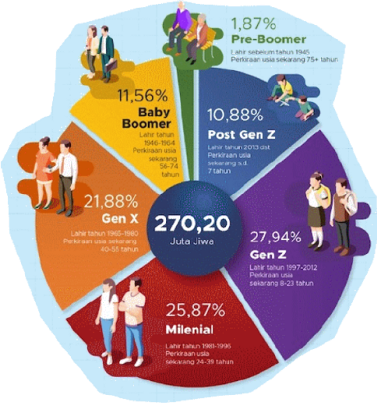 1,87%
Pre-Boomer
Lahir sebelum tahun 1945
Perkiraan usia sekarang 75+ tahun
10,88%
Post Gen Z
Lahir tahun 2013 dst
Perkiraan usia
sekarang s.d.
7 tahun
27,94%
Gen Z
Lahir tahun 1997-2012
Perkiraan usia
sekarang 8-23 tahun
25,87%
Milenial
Lahir tahun 1981-1996
Perkiraan usia
sekarang 24-39 tahun
21,88%
Gen X
Lahir tahun 1965-1980
Perkiraan usia sekarang
40-55 tahun
11,56%
Baby
Boomer
Lahir tahun
1946-1964
Perkiraan usia
sekarang
56-74
tahun
270,20
Juta Jiwa